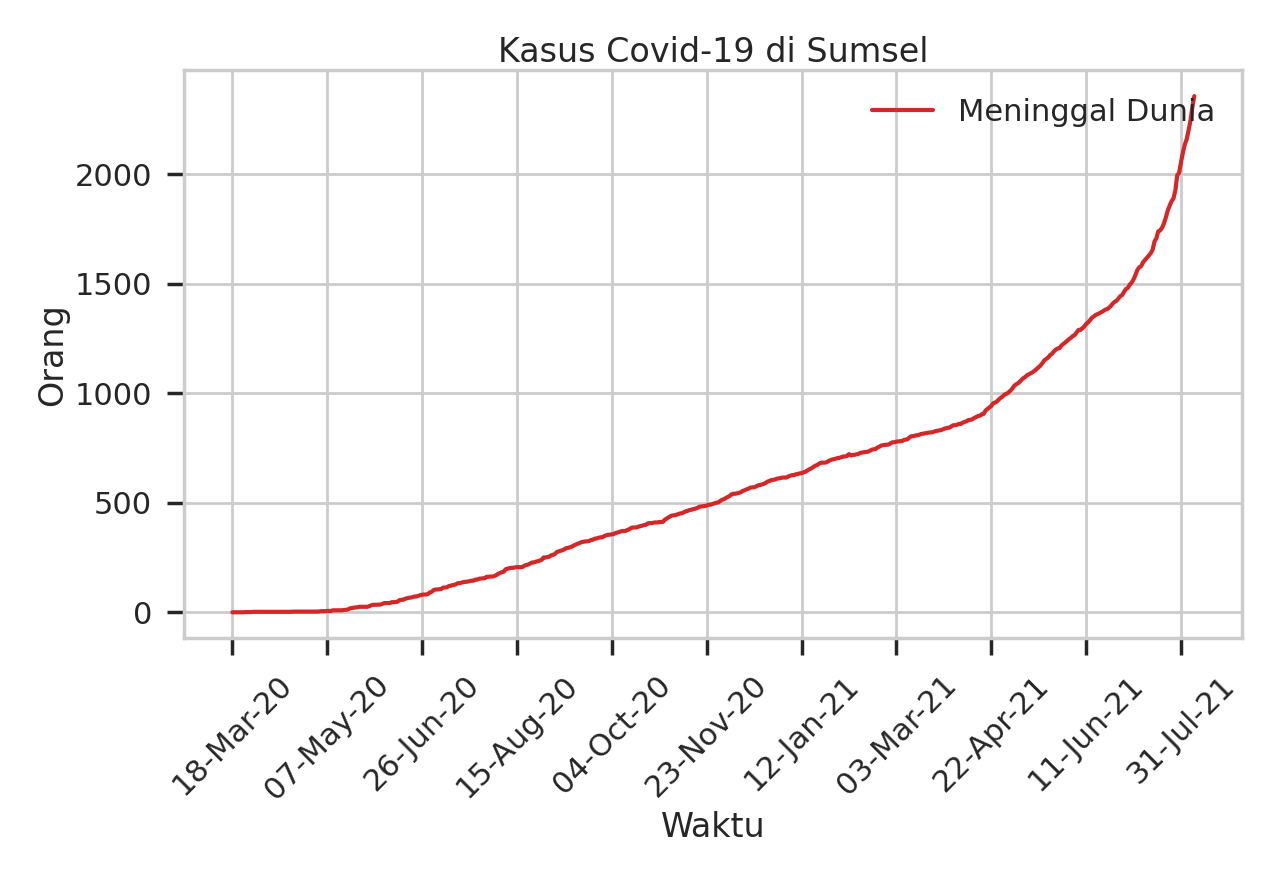 Kasus Covid-19 di Sumsel
Meninggal Dunia
2000
1500
1000
500
0
Orang
18-Mar-20
07-May-20
26-Jun-20
15-Aug-20
04-Oct-20
23-Nov-20
12-Jan-21
03-Mar-21
22-Apr-21
11-Jun-21
31-Jul-21
Waktu